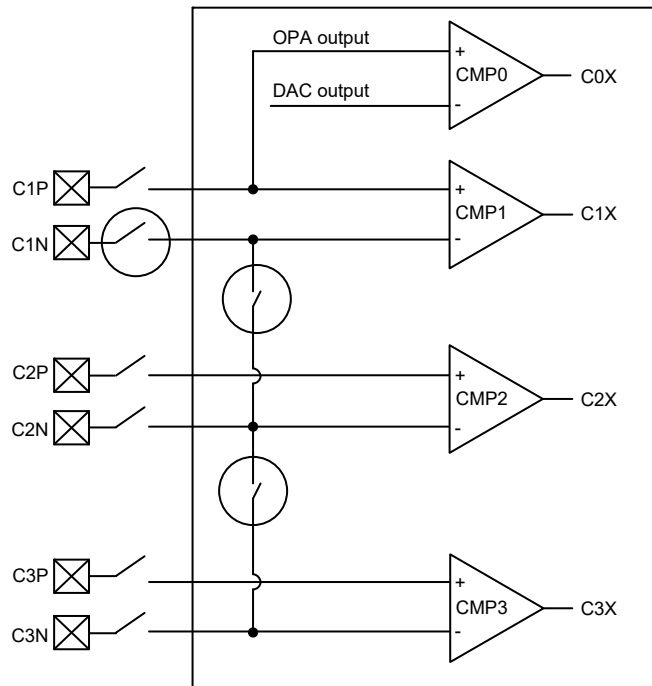 OPA output
+
CMP0
C0X
DAC output
-
C1P
+
CMP1
C1X
C1N
-
C2P
+
CMP2
C2X
C2N
-
C3P
+
CMP3
C3X
C3N
-